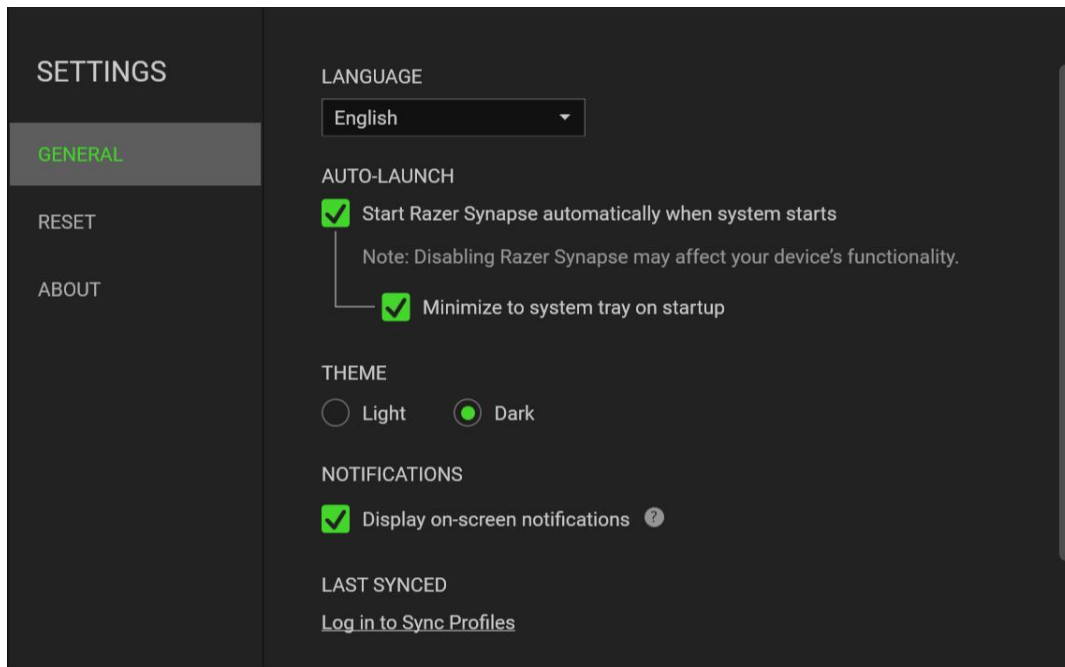 SETTINGS
GENERAL
RESET
ABOUT
LANGUAGE
English
AUTO-LAUNCH
Start Razer Synapse automatically when system starts
Note: Disabling Razer Synapse may affect your device’s functionality.
Minimize to system tray on startup
THEME
Light
Dark
NOTIFICATIONS
Display on-screen notifications ?
LAST SYNCED
Log in to Sync Profiles